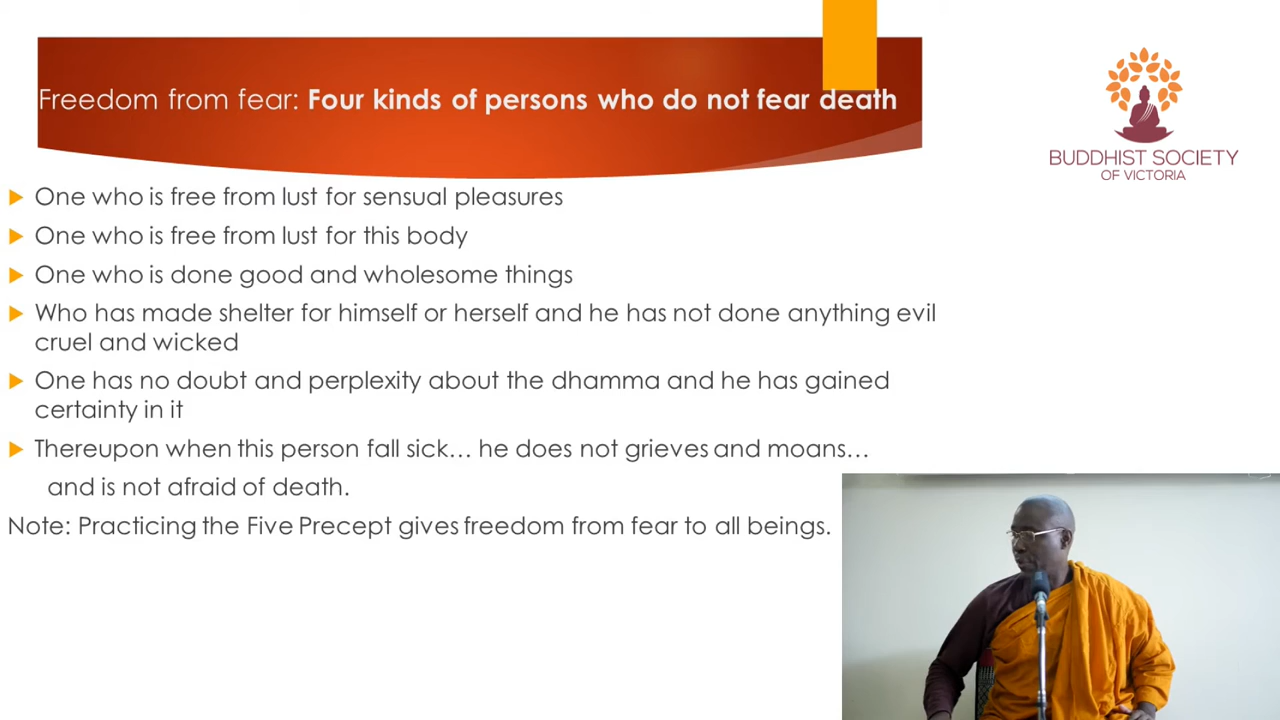 Freedom from fear: Four kinds of persons who do not fear death
BUDDHIST SOCIETY
OF VICTORIA
One who is free from lust for sensual pleasures
One who is free from lust for this body
One who is done good and wholesome things
Who has made shelter for himself or herself and he has not done anything evil
cruel and wicked
One has no doubt and perplexity about the dhamma and he has gained
certainty in it
Thereupon when this person fall sick… he does not grieves and moans…
and is not afraid of death.
Note: Practicing the Five Precept gives freedom from fear to all beings.